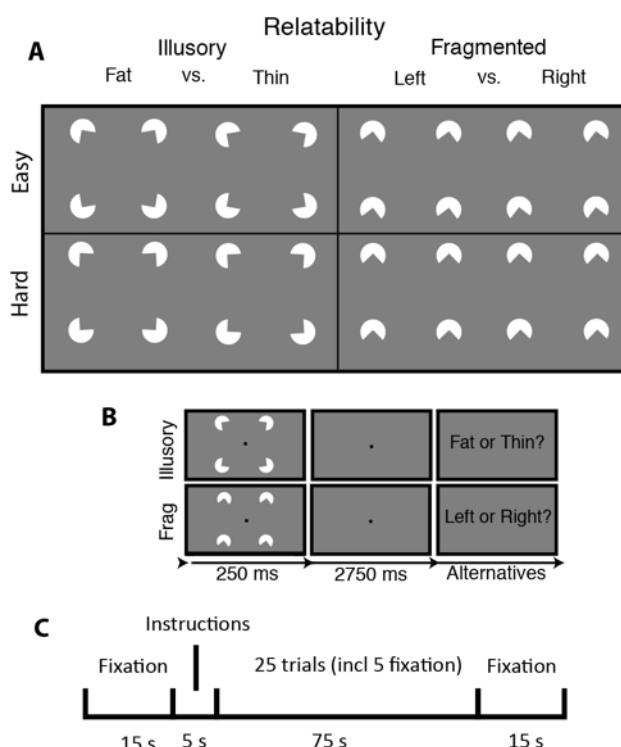 Relatability
A Illusory Fragmented
Fat vs. Thin Left vs. Right
Easy
Hard
B
Illusory
Fat or Thin?
Frag
Left or Right?
250 ms 2750 ms Alternatives
C
Instructions
Fixation 25 trials (incl 5 fixation) Fixation
15 s 5 s 75 s 15 s